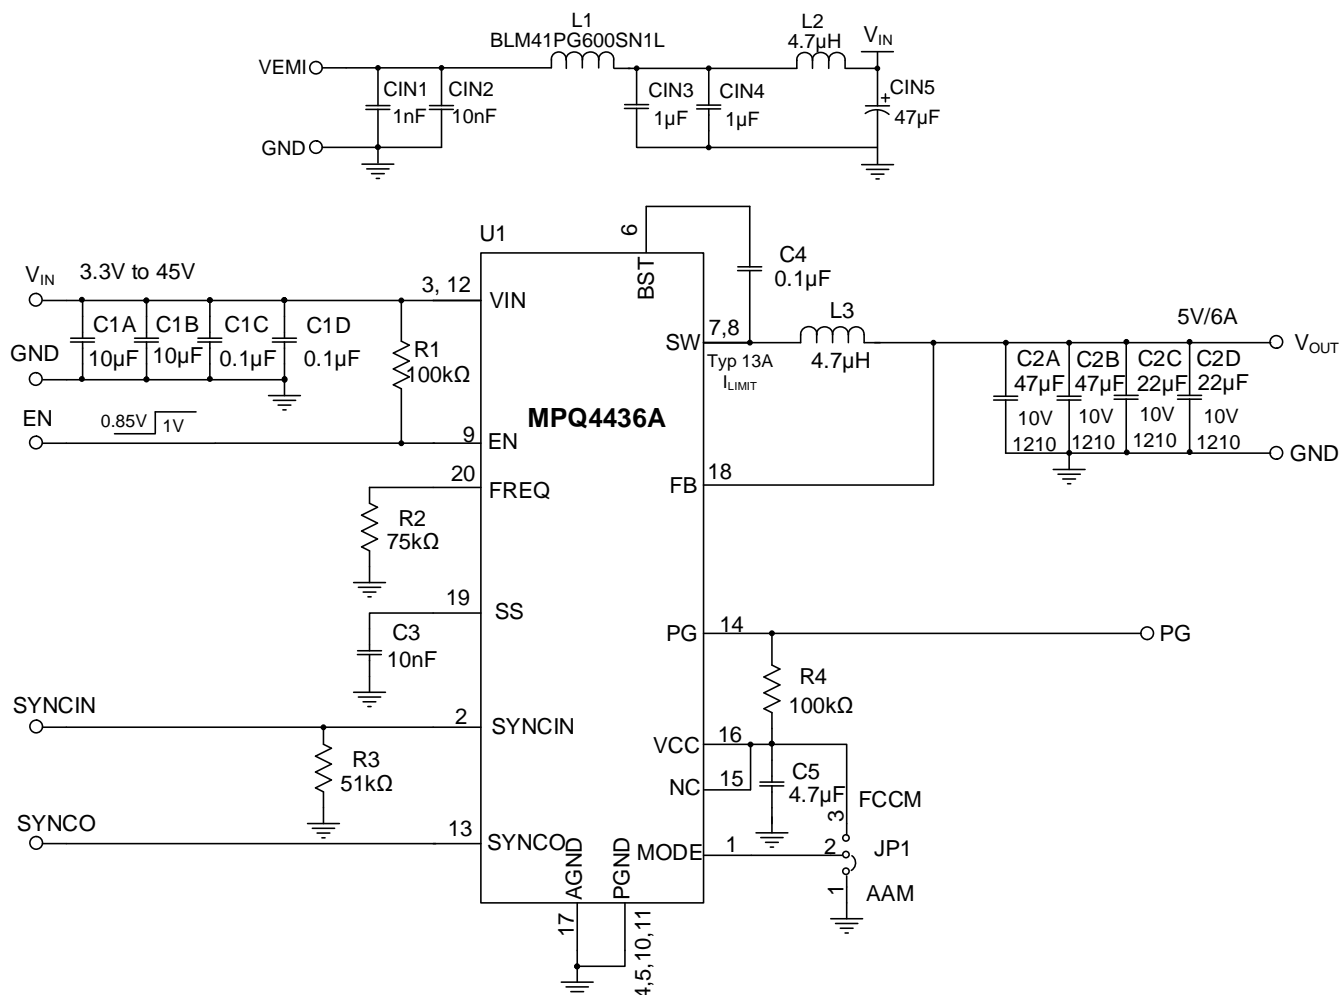 L1
BLM41PG600SN1L
L2
4.7µH
VIN
VEMI
CIN1
1nF
CIN2
10nF
CIN3
1µF
CIN4
1µF
CIN5
+
47µF
GND
U1
6
BST
C4
0.1µF
VIN
3.3V to 45V
3, 12
VIN
C1A
10µF
C1B
10µF
C1C
0.1µF
C1D
0.1µF
GND
R1
100kΩ
EN
0.85V
1V
9
EN
MPQ4436A
SW
7,8
Typ 13A
ILIMIT
L3
4.7µH
5V/6A
VOUT
C2A
47µF
10V
1210
C2B
47µF
10V
1210
C2C
22µF
10V
1210
C2D
22µF
10V
1210
GND
FB
18
20
FREQ
R2
75kΩ
19
SS
C3
10nF
PG
14
PG
R4
100kΩ
SYNCIN
2
SYNCIN
R3
51kΩ
VCC
16
NC
15
C5
4.7µF
FCCM
3
SYNCO
13
SYNCO
MODE
1
2
JP1
1
AAM
AGND
PGND
17
4,5,10,11